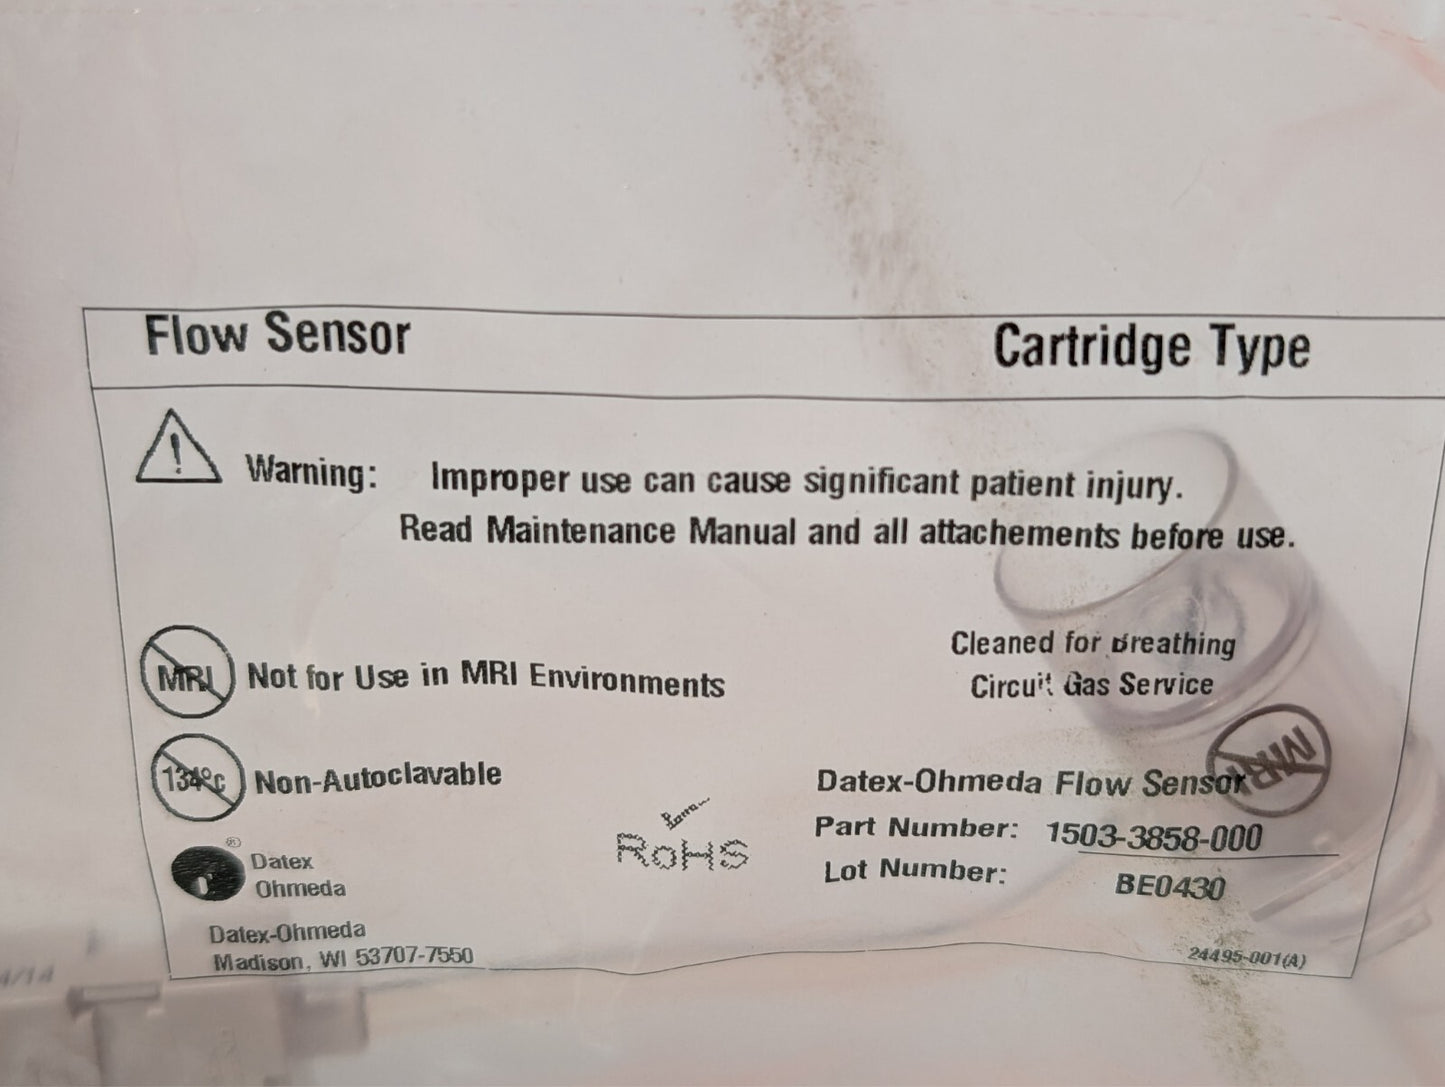 Flow Sensor Cartridge Type
Warning: Improper use can cause significant patient injury.
Read Maintenance Manual and all attachements before use.
MRI Not for Use in MRI Environments
Cleaned for Breathing
Circuit Gas Service
134°c Non-Autoclavable
MRI
Datex-Ohmeda Flow Sensor
Part Number: 1503-3858-000
Lot Number: BE0430
RoHS
®
Datex
Ohmeda
Datex-Ohmeda
Madison, WI 53707-7550
24495-001(A)
4/14